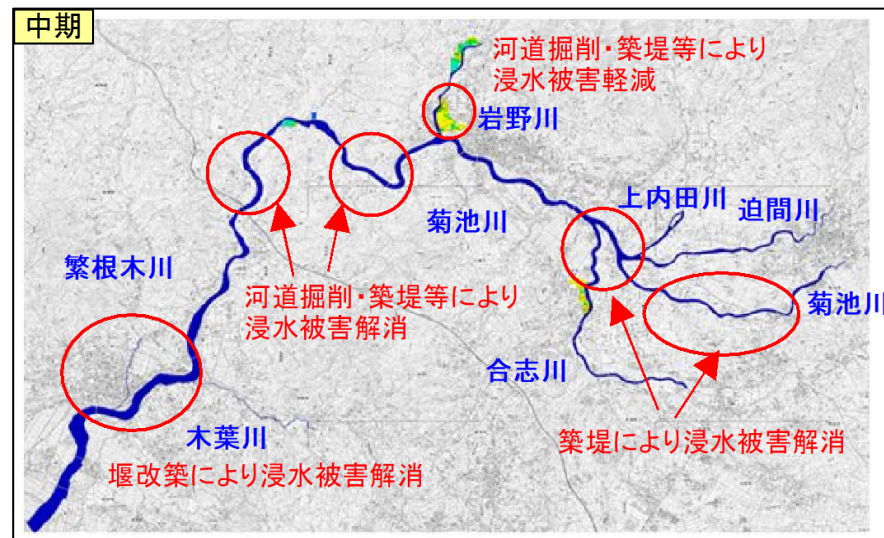 中期
河道掘削・築堤等により
浸水被害軽減
岩野川
上内田川
迫間川
菊池川
繁根木川
河道掘削・築堤等により
浸水被害解消
菊池川
合志川
木葉川
築堤により浸水被害解消
堰改築により浸水被害解消